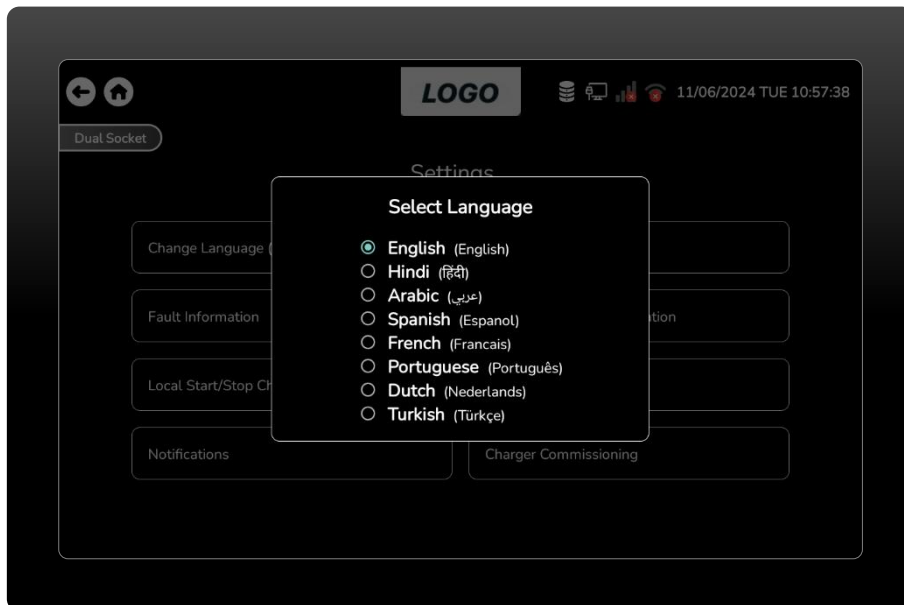 LOGO
11/06/2024 TUE 10:57:38
Dual Socket
Settings
Select Language
English (English)
Hindi (हिंदी)
Arabic (عربي)
Spanish (Espanol)
French (Francais)
Portuguese (Português)
Dutch (Nederlands)
Turkish (Türkçe)
Change Language (
Fault Information
Local Start/Stop
Notifications
Charger Commissioning